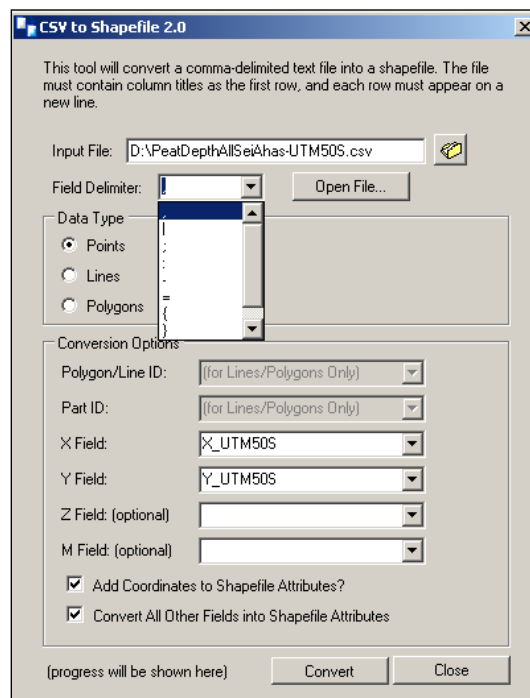 CSV to Shapefile 2.0
This tool will convert a comma-delimited text file into a shapefile. The file
must contain column titles as the first row, and each row must appear on a
new line.
Input File: D:\PeatDepthAllSeiAhas-UTM50S.csv
Field Delimiter: , Open File...
,
|
;
:
-
=
{
}
Data Type
Points
Lines
Polygons
Conversion Options
Polygon/Line ID: (for Lines/Polygons Only)
Part ID: (for Lines/Polygons Only)
X Field: X_UTM50S
Y Field: Y_UTM50S
Z Field: (optional)
M Field: (optional)
Add Coordinates to Shapefile Attributes?
Convert All Other Fields into Shapefile Attributes
(progress will be shown here) Convert Close